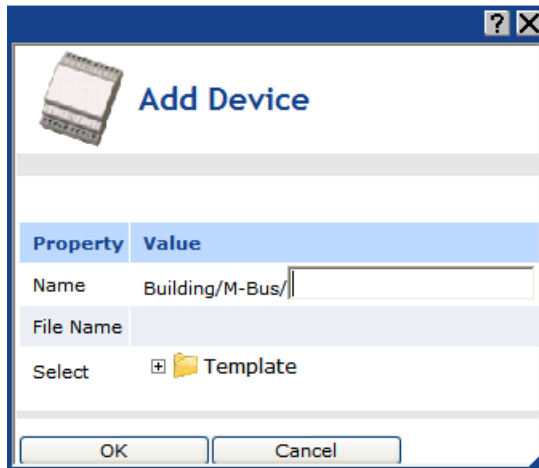 ?
Add Device
Property Value
Name Building/M-Bus/
File Name
Select Template
OK Cancel